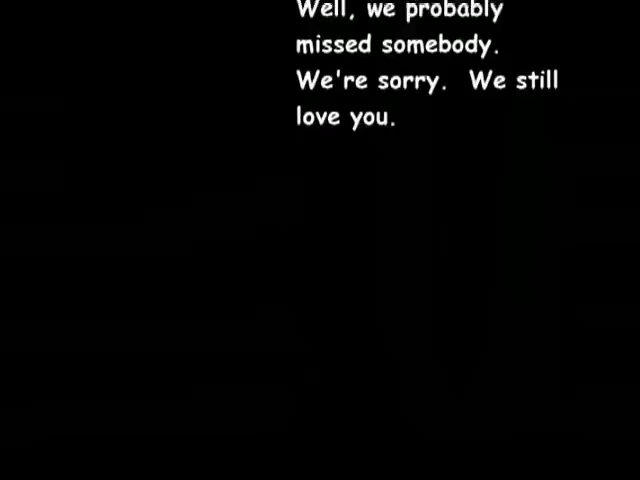 Well, we probably
missed somebody.
We're sorry.  We still
love you.